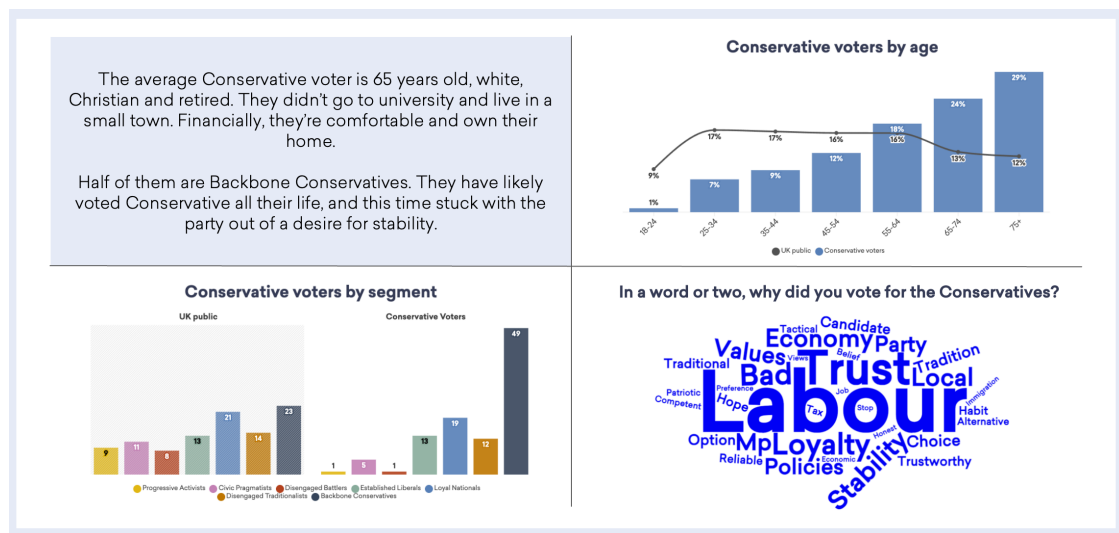 The average Conservative voter is 65 years old, white,
Christian and retired. They didn't go to university and live in a
small town. Financially, they're comfortable and own their
home.
Half of them are Backbone Conservatives. They have likely
voted Conservative all their life, and this time stuck with the
party out of a desire for stability.
Conservative voters by age
29%
24%
18%
17%
17%
16%
16%
13%
12%
12%
9%
9%
7%
1%
18-24
25-34
35-44
45-54
55-64
65-74
75+
UK public
Conservative voters
Conservative voters by segment
UK public
Conservative Voters
9
11
8
13
21
14
23
1
5
1
13
19
12
49
Progressive Activists
Civic Pragmatists
Disengaged Battlers
Established Liberals
Loyal Nationals
Disengaged Traditionalists
Backbone Conservatives
In a word or two, why did you vote for the Conservatives?
Tactical
Candidate
Economy
Party
Values
Views
Belief
Tradition
Traditional
Bad
Trust
Local
Patriotic
Preference
Job
Immigration
Competent
Hope
Labour
Tax
Stop
Habit
Alternative
Option
Mp
Loyalty
Honest
Choice
Reliable
Policies
Economic
Stability
Trustworthy